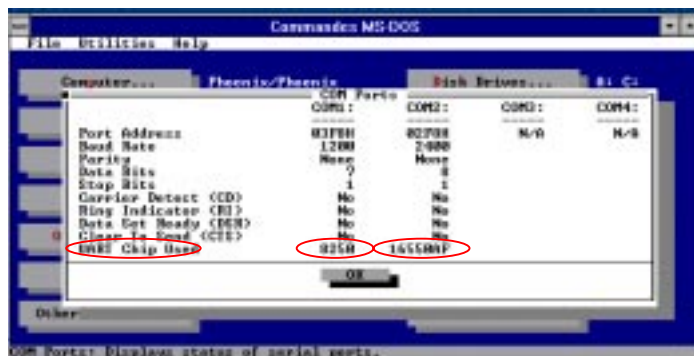 Commandes MS-DOS
File Utilities Help
Computer... Phoenix/Phoenix Disk Drives... A: C:
COM Ports
COM1: COM2: COM3: COM4:
Port Address 03F8H 02F8H N/A N/A
Baud Rate 1200 2400
Parity None None
Data Bits 7 8
Stop Bits 1 1
Carrier Detect (CD) No No
Ring Indicator (RI) No No
Data Set Ready (DSR) No No
Clear To Send (CTS) No No
UART Chip Used 8250 16550AF
OK
Other
COM Ports: Displays status of serial ports.